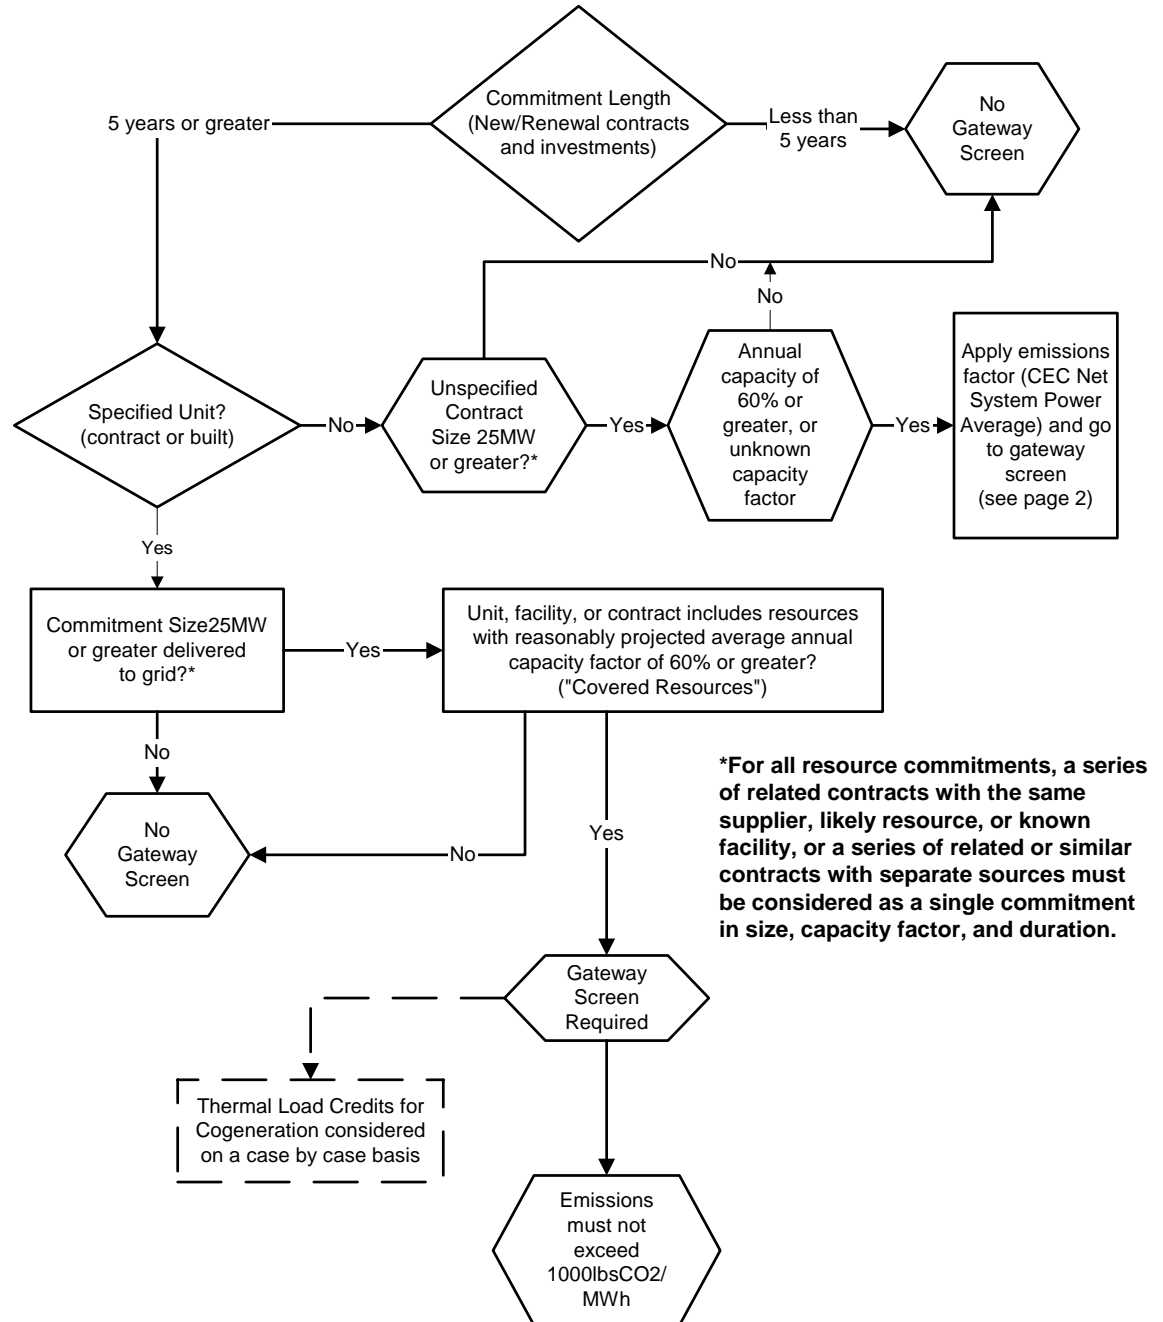 Commitment Length
(New/Renewal contracts
and investments)
5 years or greater
Less than
5 years
No
Gateway
Screen
No
No
Specified Unit?
(contract or built)
No
Unspecified
Contract
Size 25MW
or greater?*
Yes
Annual
capacity of
60% or
greater, or
unknown
capacity
factor
Yes
Apply emissions
factor (CEC Net
System Power
Average) and go
to gateway
screen
(see page 2)
Yes
Commitment Size25MW
or greater delivered
to grid?*
Yes
Unit, facility, or contract includes resources
with reasonably projected average annual
capacity factor of 60% or greater?
("Covered Resources")
No
No
Gateway
Screen
No
Yes
*For all resource commitments, a series
of related contracts with the same
supplier, likely resource, or known
facility, or a series of related or similar
contracts with separate sources must
be considered as a single commitment
in size, capacity factor, and duration.
Gateway
Screen
Required
Thermal Load Credits for
Cogeneration considered
on a case by case basis
Emissions
must not
exceed
1000lbsCO2/
MWh